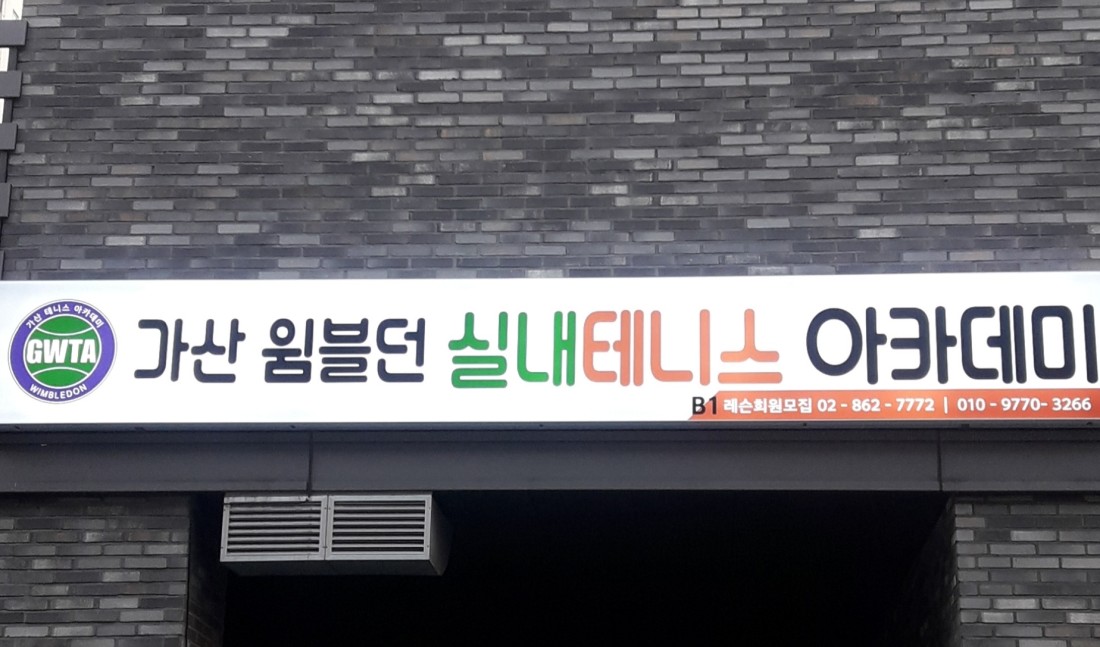 가산 테니스 아카데미
GWTA
WIMBLEDON
가산 윔블던 실내테니스 아카데미
B1 레슨회원모집 02 - 862 - 7772 | 010 - 9770- 3266